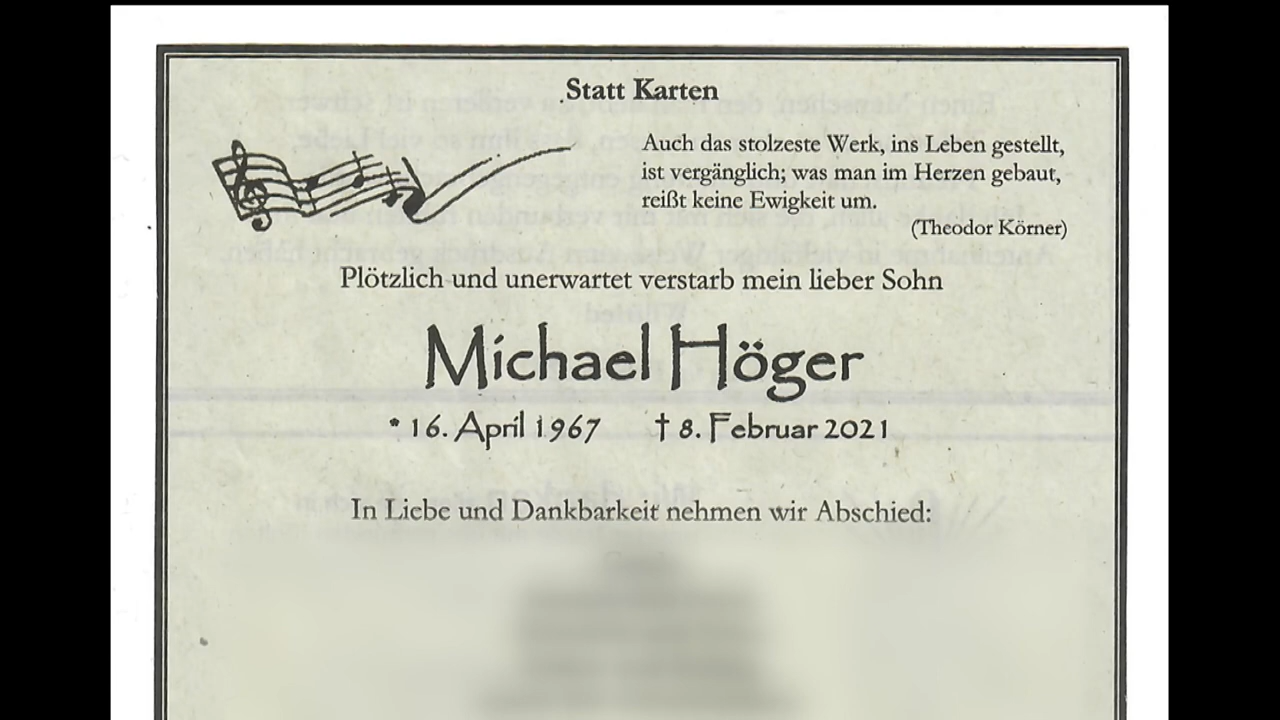 Statt Karten
Auch das stolzeste Werk, ins Leben gestellt,
ist vergänglich; was man im Herzen gebaut,
reißt keine Ewigkeit um.
(Theodor Körner)
Plötzlich und unerwartet verstarb mein lieber Sohn
Michael Höger
* 16. April 1967 † 8. Februar 2021
In Liebe und Dankbarkeit nehmen wir Abschied: